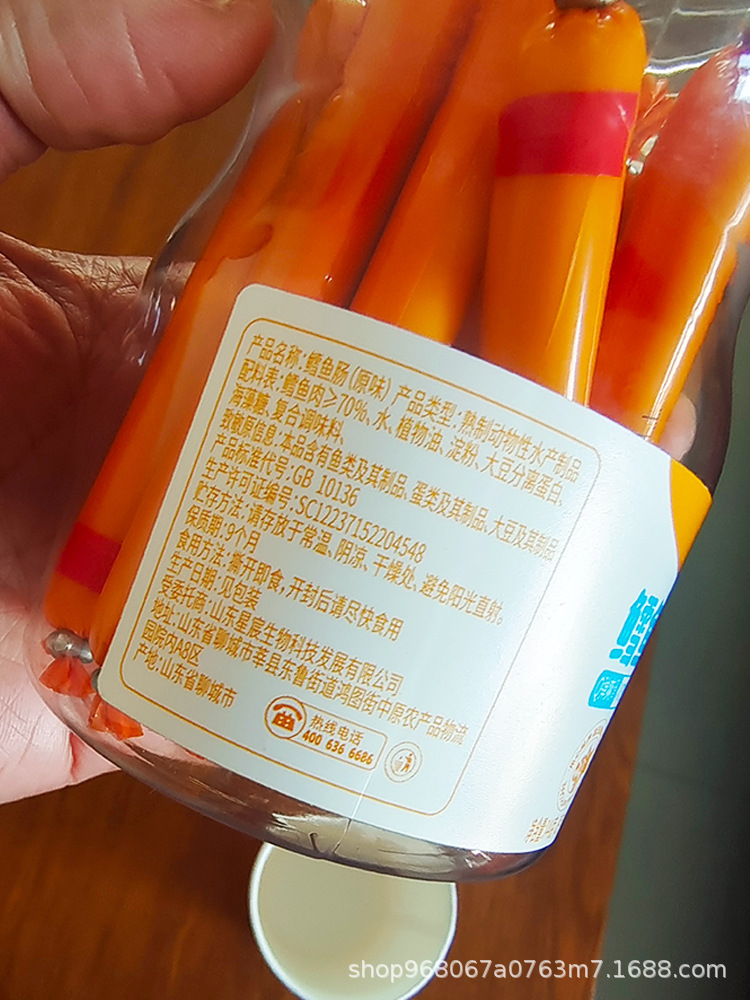 产品名称:鳕鱼肠(原味) 产品类型:熟制动物性水产制品
配料表:鳕鱼肉≥70%、水、植物油、淀粉、大豆分离蛋白、
海藻糖、复合调味料、
致敏原信息:本品含有鱼类及其制品、蛋类及其制品、大豆及其制品
产品标准代号:GB 10136
生产许可证编号:SC12237152204548
贮存方法:请存放于常温、阴凉、干燥处、避免阳光直射。
保质期:9个月
食用方法:撕开即食,开封后请尽快食用
生产日期:见包装
受委托商:山东星宸生物科技发展有限公司
地址:山东省聊城市莘县东鲁街道鸿图街中原农产品物流
园院内A8区
产地:山东省聊城市
热线电话
400 636 6686
shop968067a0763m7.1688.com